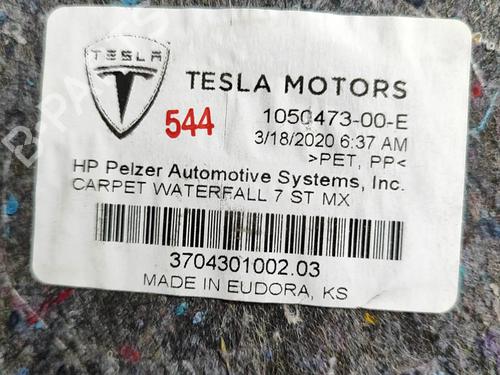 TESLA
TESLA MOTORS
544
1050473-00-E
3/18/2020 6:37 AM
>PET, PP<
HP Pelzer Automotive Systems, Inc.
CARPET WATERFALL 7 ST MX
3704301002.03
MADE IN EUDORA, KS